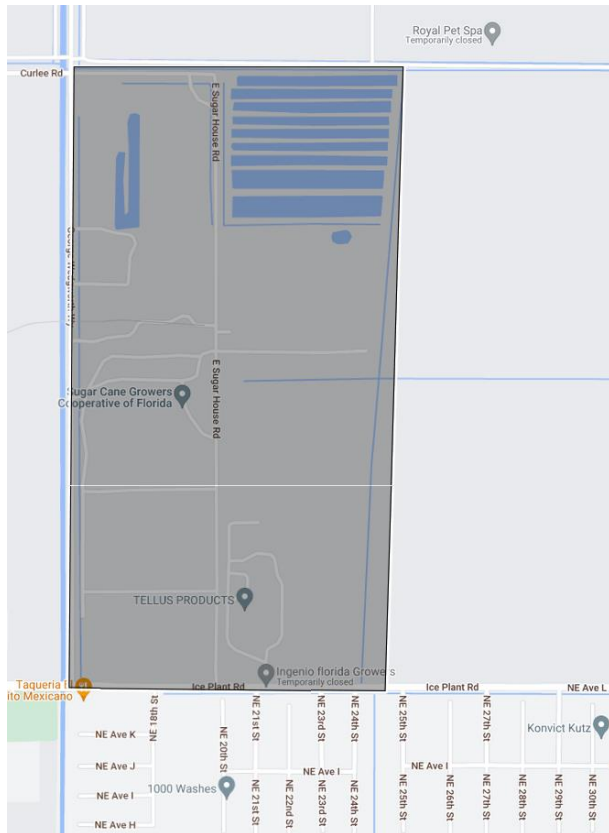 Royal Pet Spa
Temporarily closed
Curlee Rd
E Sugar House Rd
Sugar Cane Growers
Cooperative of Florida
E Sugar House Rd
TELLUS PRODUCTS
Ingenio florida Growers
Temporarily closed
Taqueria
ito Mexicano
Ice Plant Rd
Ice Plant Rd
NE Ave L
NE Ave K
NE 18th St
NE 20th St
NE 21st St
NE 23rd St
NE 24th St
NE 25th St
NE 27th St
Konvict Kutz
NE Ave J
NE Ave I
NE Ave I
1000 Washes
NE Ave I
NE Ave H
NE 21st St
NE 22nd St
NE 23rd St
NE 24th St
NE 25th St
NE 26th St
NE 27th St
NE 28th St
NE 29th St
NE 30th St